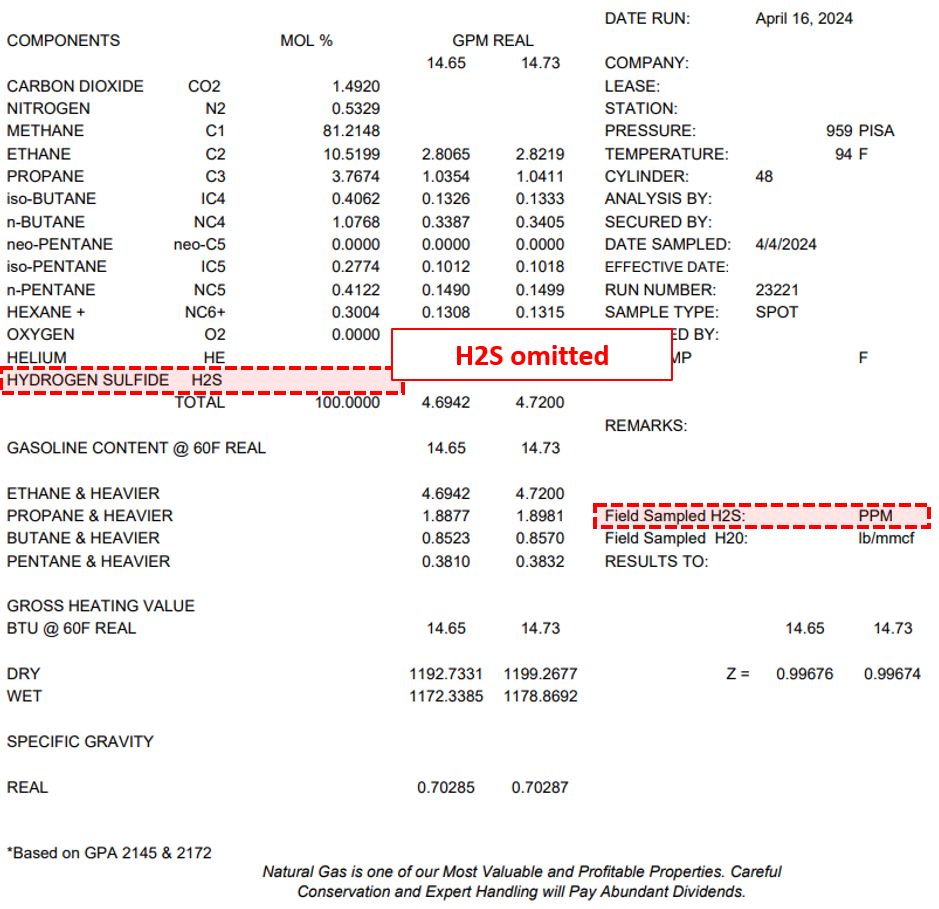 DATE RUN: April 16, 2024
COMPONENTS MOL % GPM REAL
14.65 14.73 COMPANY:
CARBON DIOXIDE CO2 1.4920 LEASE:
NITROGEN N2 0.5329 STATION:
METHANE C1 81.2148 PRESSURE: 959 PISA
ETHANE C2 10.5199 2.8065 2.8219 TEMPERATURE: 94 F
PROPANE C3 3.7674 1.0354 1.0411 CYLINDER: 48
iso-BUTANE IC4 0.4062 0.1326 0.1333 ANALYSIS BY:
n-BUTANE NC4 1.0768 0.3387 0.3405 SECURED BY:
neo-PENTANE neo-C5 0.0000 0.0000 0.0000 DATE SAMPLED: 4/4/2024
iso-PENTANE IC5 0.2774 0.1012 0.1018 EFFECTIVE DATE:
n-PENTANE NC5 0.4122 0.1490 0.1499 RUN NUMBER: 23221
HEXANE + NC6+ 0.3004 0.1308 0.1315 SAMPLE TYPE: SPOT
OXYGEN O2 0.0000 ED BY:
H2S omitted
HELIUM HE MP F
HYDROGEN SULFIDE H2S
TOTAL 100.0000 4.6942 4.7200
REMARKS:
GASOLINE CONTENT @ 60F REAL 14.65 14.73
ETHANE & HEAVIER 4.6942 4.7200
PROPANE & HEAVIER 1.8877 1.8981 Field Sampled H2S: PPM
BUTANE & HEAVIER 0.8523 0.8570 Field Sampled H20: lb/mmcf
PENTANE & HEAVIER 0.3810 0.3832 RESULTS TO:
GROSS HEATING VALUE
BTU @ 60F REAL 14.65 14.73 14.65 14.73
DRY 1192.7331 1199.2677 Z = 0.99676 0.99674
WET 1172.3385 1178.8692
SPECIFIC GRAVITY
REAL 0.70285 0.70287
*Based on GPA 2145 & 2172
Natural Gas is one of our Most Valuable and Profitable Properties. Careful
Conservation and Expert Handling will Pay Abundant Dividends.